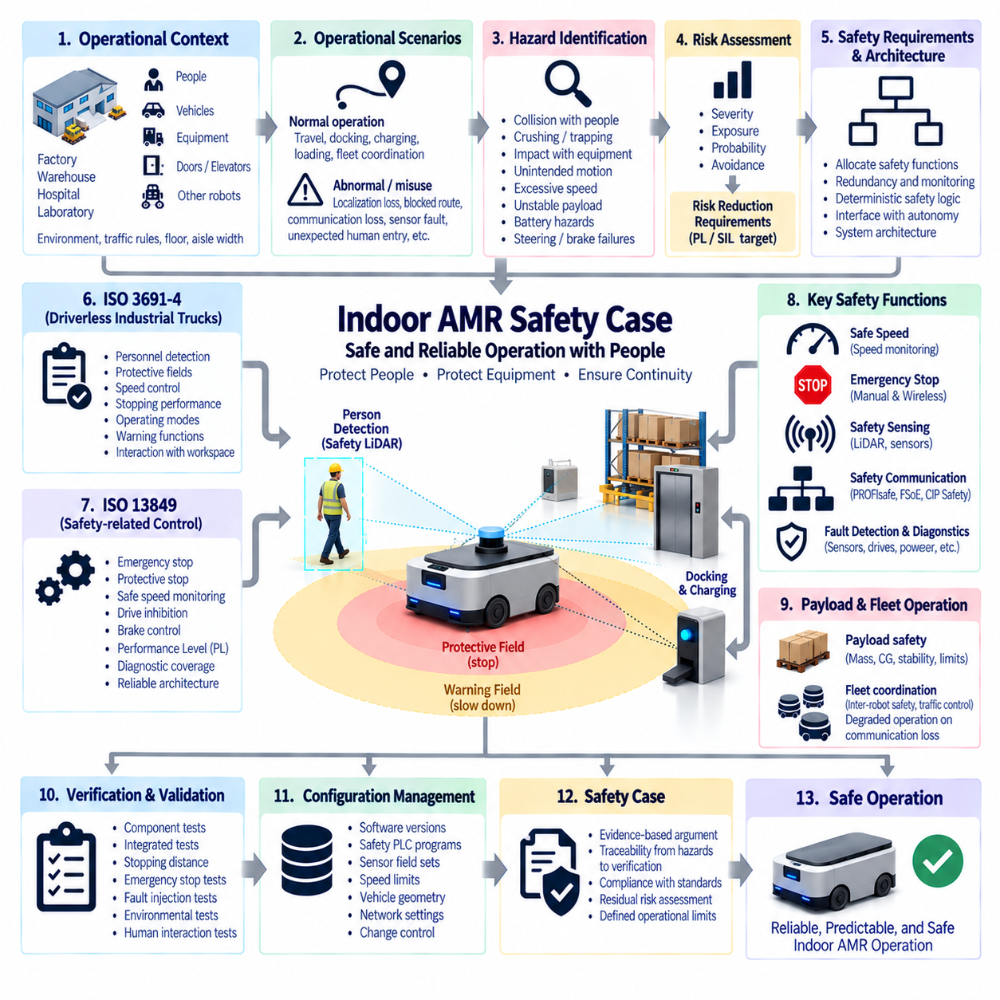 1. Operational Context
People
Vehicles
Equipment
Doors / Elevators
Other robots
Factory
Warehouse
Hospital
Laboratory
Environment, traffic rules, floor, aisle width
2. Operational Scenarios
Normal operation
Travel, docking, charging,
loading, fleet coordination
Abnormal / misuse
Localization loss, blocked route,
communication loss, sensor fault,
unexpected human entry, etc.
3. Hazard Identification
• Collision with people
• Crushing / trapping
• Impact with equipment
• Unintended motion
• Excessive speed
• Unstable payload
• Battery hazards
• Steering / brake failures
4. Risk Assessment
• Severity
• Exposure
• Probability
• Avoidance
Risk Reduction
Requirements
(PL / SIL target)
5. Safety Requirements
& Architecture
• Allocate safety functions
• Redundancy and monitoring
• Deterministic safety logic
• Interface with autonomy
• System architecture
6. ISO 3691-4
(Driverless Industrial Trucks)
• Personnel detection
• Protective fields
• Speed control
• Stopping performance
• Operating modes
• Warning functions
• Interaction with workspace
7. ISO 13849
(Safety-related Control)
• Emergency stop
• Protective stop
• Safe speed monitoring
• Drive inhibition
• Brake control
• Performance Level (PL)
• Diagnostic coverage
• Reliable architecture
Indoor AMR Safety Case
Safe and Reliable Operation with People
Protect People • Protect Equipment • Ensure Continuity
Person
Detection
(Safety LiDAR)
Docking
& Charging
Protective Field
(stop)
Warning Field
(slow down)
8. Key Safety Functions
Safe Speed
(Speed monitoring)
STOP
Emergency Stop
(Manual & Wireless)
Safety Sensing
(LiDAR, sensors)
Safety Communication
(PROFIsafe, FSoE, CIP Safety)
Fault Detection & Diagonstics
(Sensors, drives, poweer, etc.)
9. Payload & Fleet Operation
Payload safety
(Mass, CG, stability, limits)
Fleet coordination
(Inter-robot safety, traffic control)
Degraded operation on
communication loss
10. Verification & Validation
• Component tests
• Integrated tests
• Stopping distance
• Emergency stop tests
• Fault injection tests
• Environmental tests
• Human interaction tests
11. Configuration Management
• Software versions
• Safety PLC programs
• Sensor field sets
• Speed limits
• Vehicle geometry
• Network settings
• Change control
12. Safety Case
• Evidence-based argument
• Traceability from hazards
to verification
• Compliance with standards
• Residual risk assessment
• Defined operational limits
13. Safe Operation
Reliable, Predictable, and Safe
Indoor AMR Operation